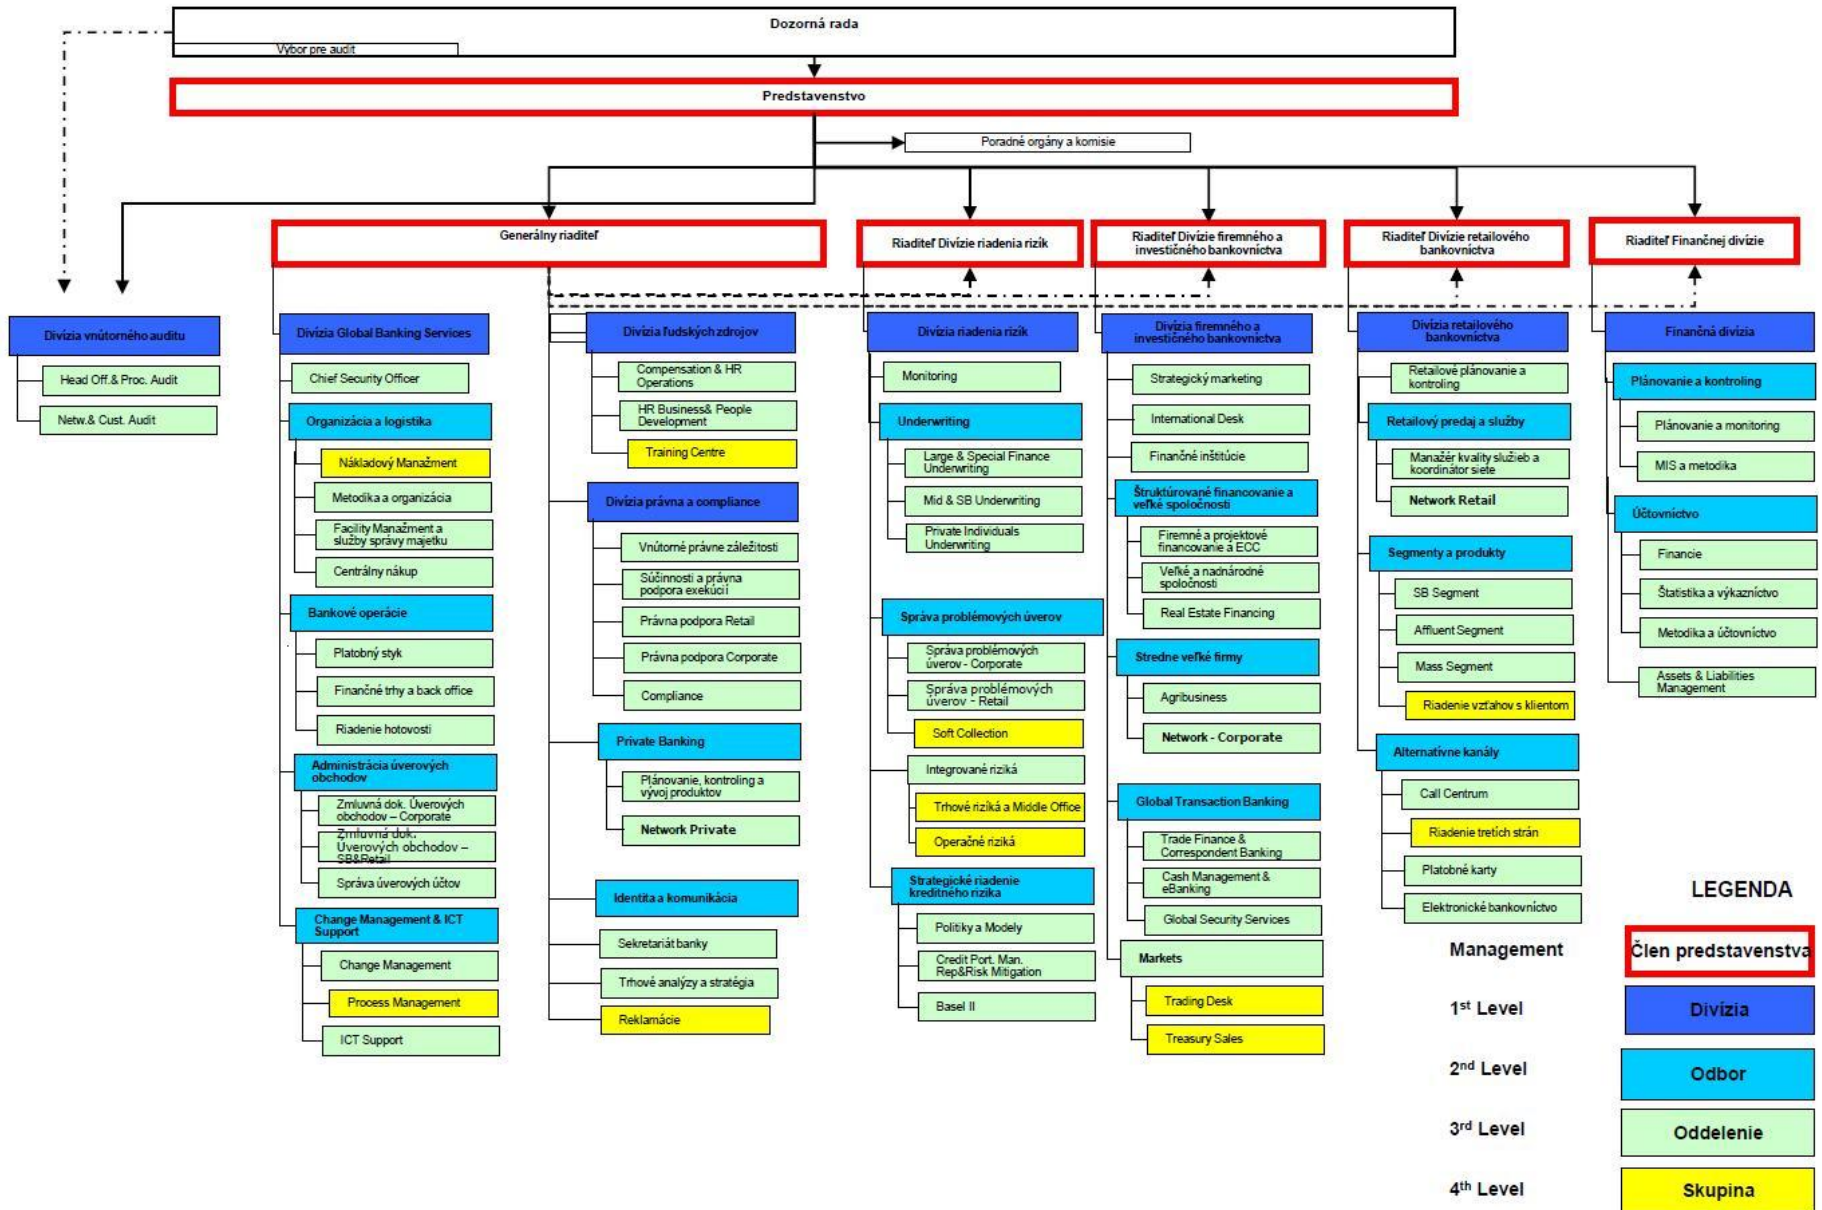 Dozorná rada
Výbor pre audit
Predstavenstvo
Poradné orgány a komisie
Generálny riaditeľ
Riaditeľ Divízie riadenia rizík
Riaditeľ Divízie firemného a
investičného bankovníctva
Riaditeľ Divízie retailového
bankovníctva
Riaditeľ Finančnej divízie
Divízia vnútorného auditu
Head Off.& Proc. Audit
Netw.& Cust. Audit
Divízia Global Banking Services
Chief Security Officer
Organizácia a logistika
Nákladový Manažment
Metodika a organizácia
Facility Manažment a
služby správy majetku
Centrálny nákup
Bankové operácie
Platobný styk
Finančné trhy a back office
Riadenie hotovosti
Administrácia úverových
obchodov
Zmluvná dok. Úverových
obchodov – Corporate
Zmluvná dok.
Úverových obchodov –
SB&Retail
Správa úverových účtov
Change Management & ICT
Support
Change Management
Process Management
ICT Support
Divízia ľudských zdrojov
Compensation & HR
Operations
HR Business& People
Development
Training Centre
Divízia právna a compliance
Vnútorné právne záležitosti
Súčinnosti a právna
podpora exekúcií
Právna podpora Retail
Právna podpora Corporate
Compliance
Private Banking
Plánovanie, kontroling a
vývoj produktov
Network Private
Identita a komunikácia
Sekretariát banky
Trhové analýzy a stratégia
Reklamácie
Divízia riadenia rizík
Monitoring
Underwriting
Large & Special Finance
Underwriting
Mid & SB Underwriting
Private Individuals
Underwriting
Správa problémových úverov
Správa problémových
úverov - Corporate
Správa problémových
úverov - Retail
Soft Collection
Integrované riziká
Trhové riziká a Middle Office
Operačné riziká
Strategické riadenie
kreditného rizika
Politiky a Modely
Credit Port. Man.
Rep&Risk Mitigation
Basel II
Divízia firemného a
investičného bankovníctva
Strategický marketing
International Desk
Finančné inštitúcie
Štruktúrované financovanie a
veľké spoločnosti
Firemné a projektové
financovanie a ECC
Veľké a nadnárodné
spoločnosti
Real Estate Financing
Stredne veľké firmy
Agribusiness
Network - Corporate
Global Transaction Banking
Trade Finance &
Correspondent Banking
Cash Management &
eBanking
Global Security Services
Markets
Trading Desk
Treasury Sales
Divízia retailového
bankovníctva
Retailové plánovanie a
kontroling
Retailový predaj a služby
Manažér kvality služieb a
koordinátor siete
Network Retail
Segmenty a produkty
SB Segment
Affluent Segment
Mass Segment
Riadenie vzťahov s klientom
Alternatívne kanály
Call Centrum
Riadenie tretích strán
Platobné karty
Elektronické bankovníctvo
Finančná divízia
Plánovanie a kontroling
Plánovanie a monitoring
MIS a metodika
Účtovníctvo
Financie
Štatistika a výkazníctvo
Metodika a účtovníctvo
Assets & Liabilities
Management
LEGENDA
Management
Člen predstavenstva
1st Level
Divízia
2nd Level
Odbor
3rd Level
Oddelenie
4th Level
Skupina